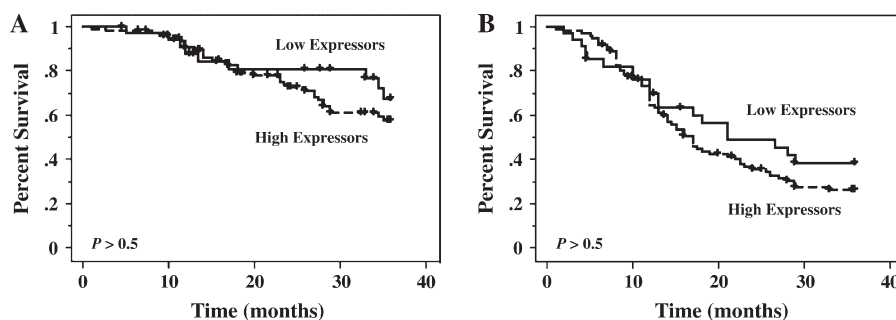 A
Percent Survival
1
.8
.6
.4
.2
0
Low Expressors
High Expressors
P > 0.5
0 10 20 30 40
Time (months)
B
Percent Survival
1
.8
.6
.4
.2
0
Low Expressors
High Expressors
P > 0.5
0 10 20 30 40
Time (months)